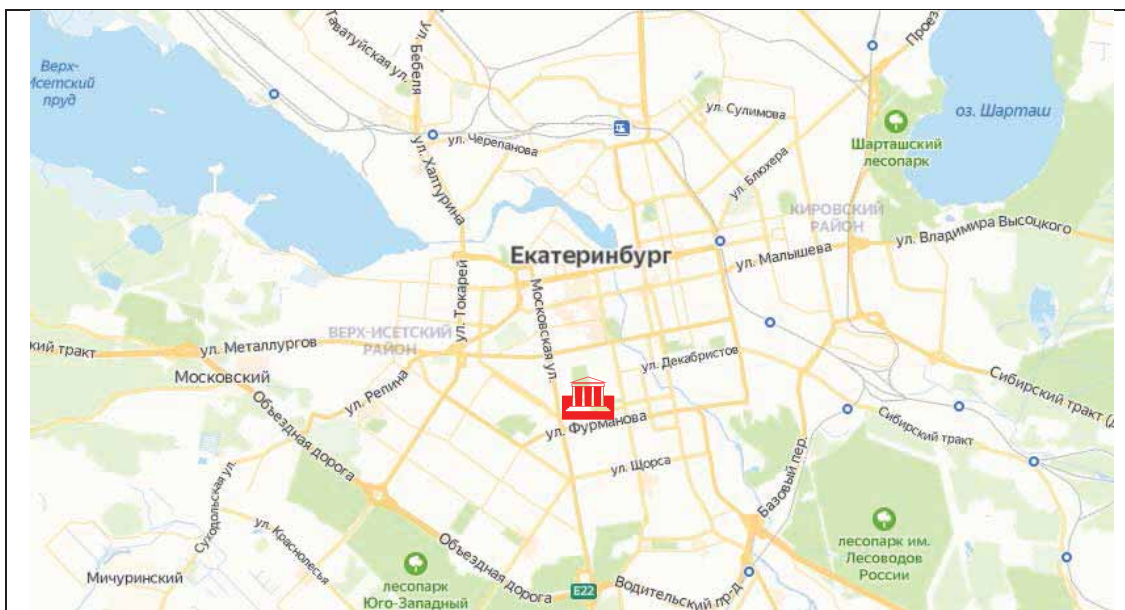 Таватуйская ул.
ул. Бебеля
Проез
Верх-
Исетский
пруд
ул. Сулимова
оз. Шарташ
ул. Черепанова
Шарташский
лесопарк
ул. Халтурина
ул. Блюхера
КИРОВСКИЙ
РАЙОН
ул. Владимира Высоцкого
Екатеринбург
ул. Малышева
ул. Токарей
Московская ул.
ВЕРХ-ИСЕТСКИЙ
РАЙОН
кий тракт
ул. Металлургов
ул. Декабристов
Московский
Сибирский тракт (д
ул. Репина
Объездная дорога
ул. Фурманова
Сибирский тракт
ул. Щорса
Базовый пер.
Суходольская ул.
ул. Краснолесья
Объездная дорога
лесопарк им.
Лесоводов
России
Мичуринский
лесопарк
Юго-Западный
E22
Водительский пр-д